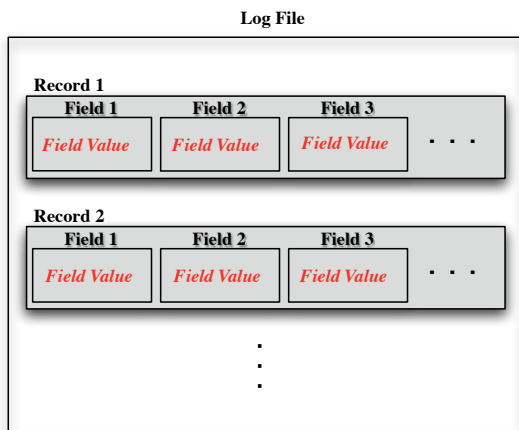 Log File
Record 1
Field 1 Field 2 Field 3
Field Value Field Value Field Value . . .
Record 2
Field 1 Field 2 Field 3
Field Value Field Value Field Value . . .
.
.
.